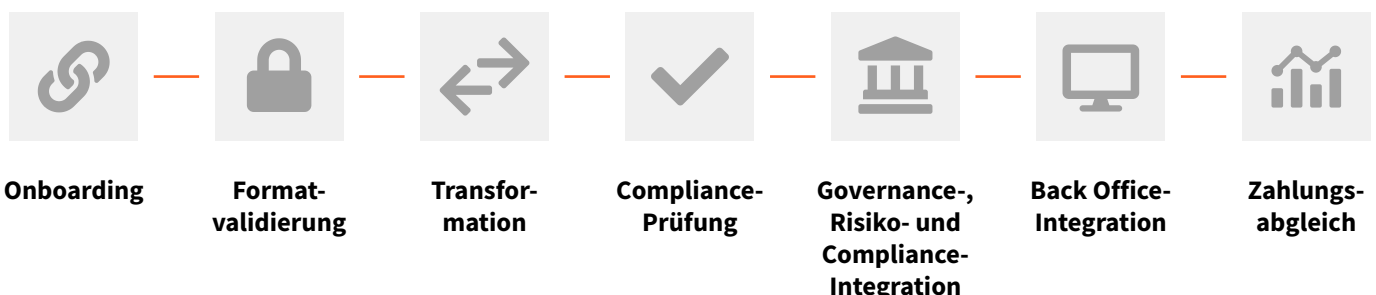 Onboarding
Format-
validierung
Transfor-
mation
Compliance-
Prüfung
Governance-,
Risiko- und
Compliance-
Integration
Back Office-
Integration
Zahlungs-
abgleich